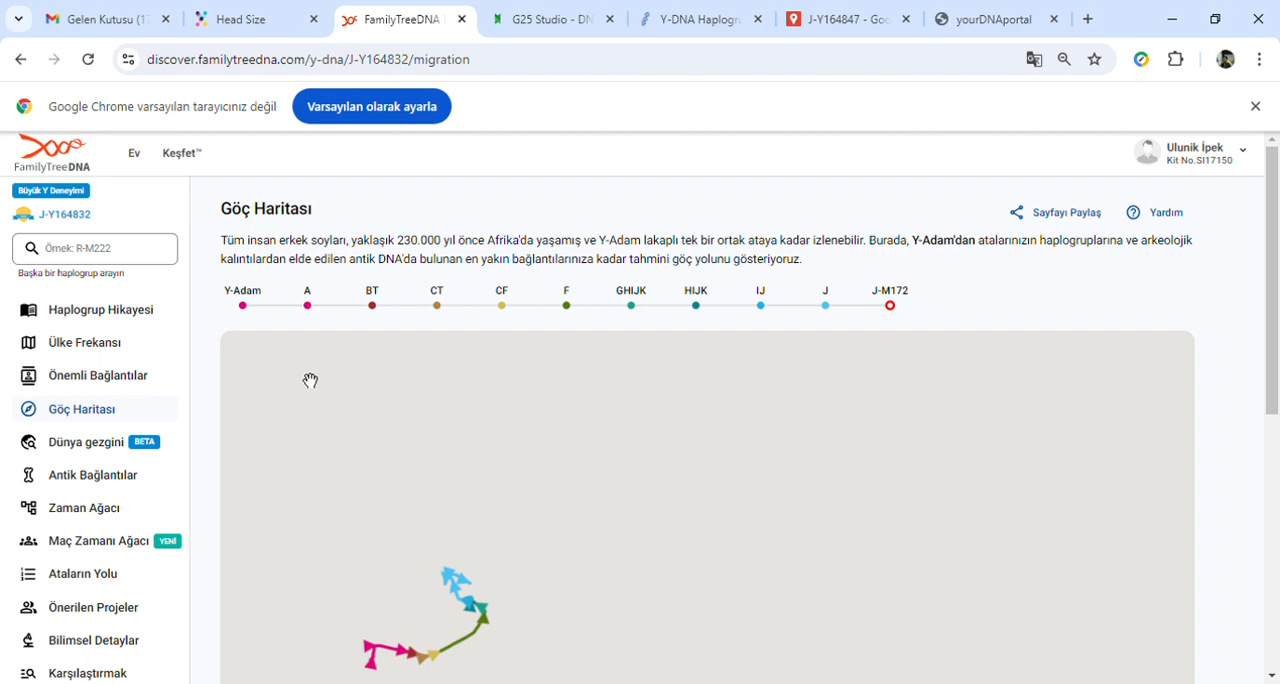 Gelen Kutusu (1
Head Size
FamilyTreeDNA
G25 Studio - DN
Y-DNA Haplogru
J-Y164847 - Goo
yourDNAportal
discover.familytreedna.com/y-dna/J-Y164832/migration
Google Chrome varsayılan tarayıcınız değil
Varsayılan olarak ayarla
FamilyTreeDNA
Ev
Keşfet™
Ulunik İpek
Kit No.SI17150
Büyük Y Deneyimi
J-Y164832
Örnek: R-M222
Başka bir haplogrup arayın
Haplogrup Hikayesi
Ülke Frekansı
Önemli Bağlantılar
Göç Haritası
Dünya gezgini BETA
Antik Bağlantılar
Zaman Ağacı
Maç Zamanı Ağacı YENİ
Ataların Yolu
Önerilen Projeler
Bilimsel Detaylar
Karşılaştırmak
Göç Haritası
Sayfayı Paylaş
Yardım
Tüm insan erkek soyları, yaklaşık 230.000 yıl önce Afrika'da yaşamış ve Y-Adam lakaplı tek bir ortak ataya kadar izlenebilir. Burada, Y-Adam'dan atalarınızın haplogruplarına ve arkeolojik
kalıntılardan elde edilen antik DNA'da bulunan en yakın bağlantılarınıza kadar tahmini göç yolunu gösteriyoruz.
Y-Adam A BT CT CF F GHIJK HIJK IJ J J-M172